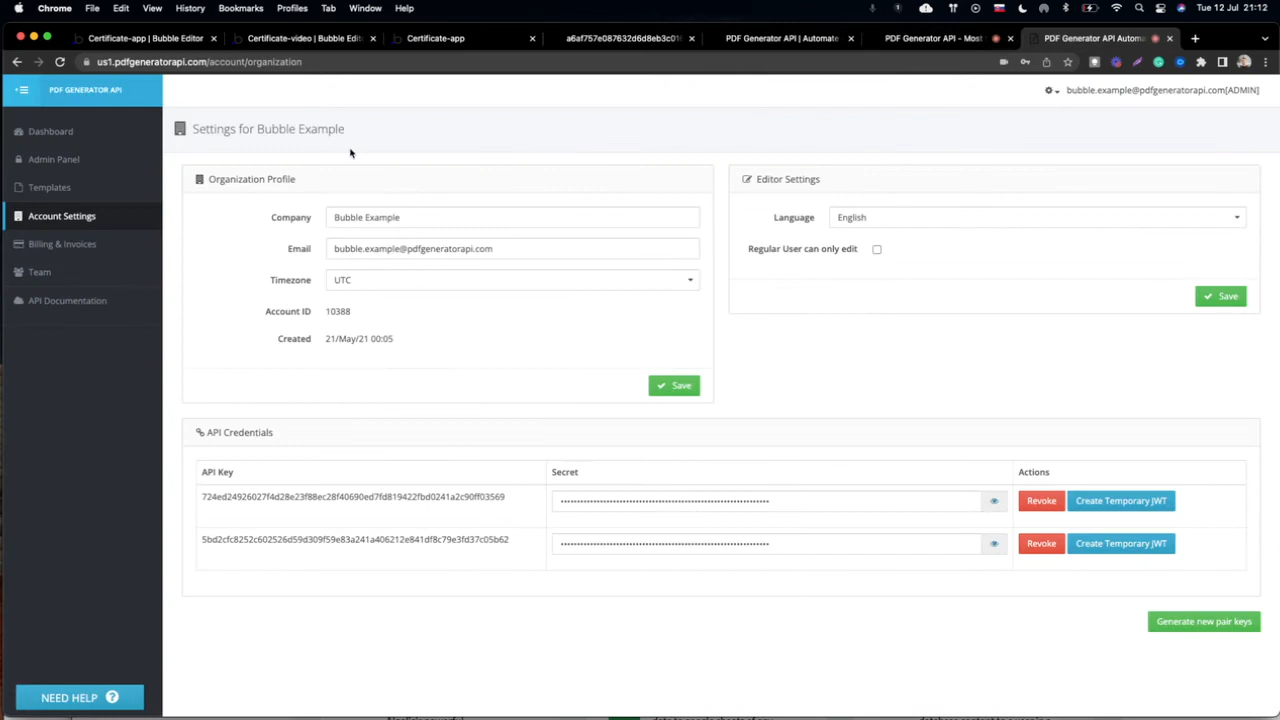 Chrome File Edit View History Bookmarks Profiles Tab Window Help Tue 12 Jul 21:12
Certificate-app | Bubble Editor Certificate-video | Bubble Edit Certificate-app PDF Generator API | Automate PDF Generator API - Most PDF Generator API Autom
us1.pdfgeneratorapi.com/account/organization
PDF GENERATOR API
bubble.example@pdfgeneratorapi.com[ADMIN]
Dashboard
Admin Panel
Templates
Account Settings
Billing & Invoices
Team
API Documentation
Settings for Bubble Example
Organization Profile
Company Bubble Example
Email bubble.example@pdfgeneratorapi.com
Timezone UTC
Account ID 10388
Created 21/May/21 00:05
Save
Editor Settings
Language English
Regular User can only edit
Save
API Credentials
API Key Secret Actions
724ed24926027f4d28e23f88ec28f40690ed7fd819422fbd0241a2c90ff03569 Revoke Create Temporary JWT
5bd2cfc8252c602526d59d309f59e83a241a406212e841df8c79e3fd37c05b62 Revoke Create Temporary JWT
Generate new pair keys
NEED HELP ?